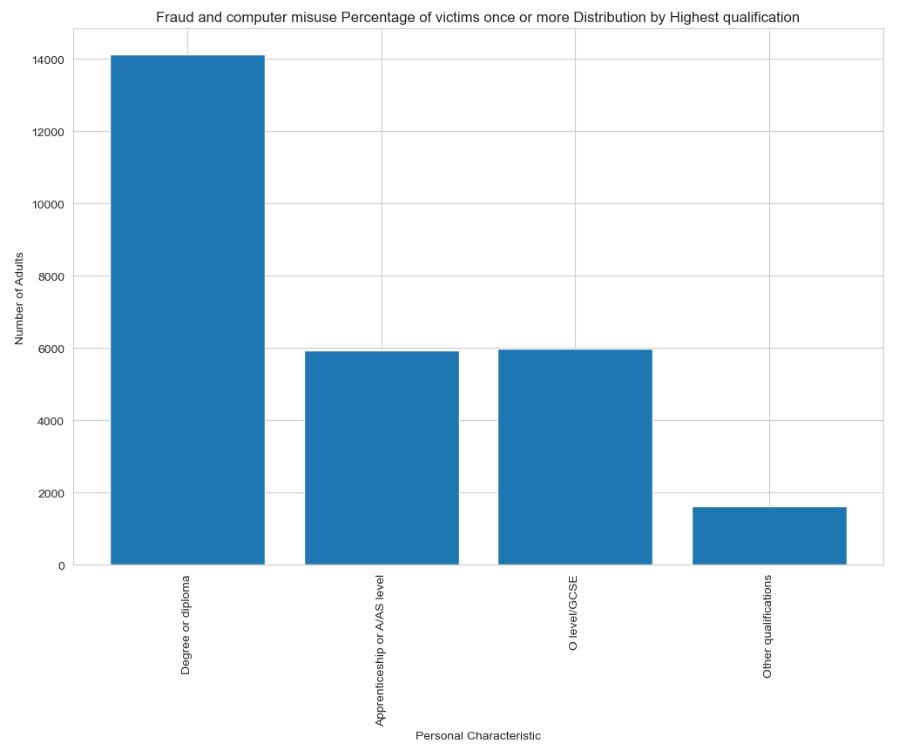 Fraud and computer misuse Percentage of victims once or more Distribution by Highest qualification
14000
12000
10000
8000
6000
4000
2000
0
Number of Adults
Degree or diploma
Apprenticeship or A/AS level
O level/GCSE
Other qualifications
Personal Characteristic